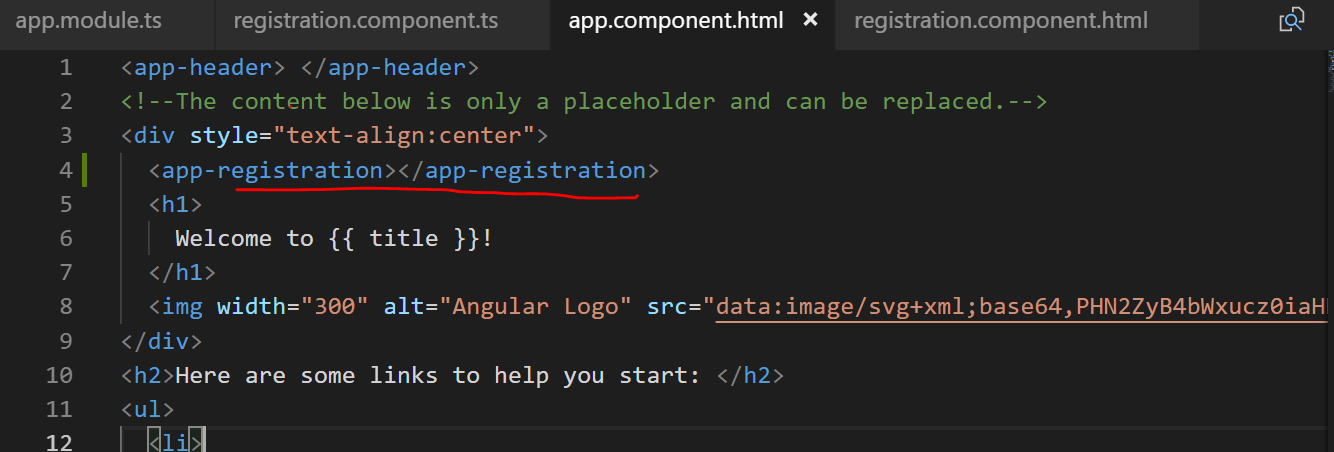 app.module.ts registration.component.ts app.component.html × registration.component.html
1 <app-header> </app-header>
2 <!--The content below is only a placeholder and can be replaced.-->
3 <div style="text-align:center">
4 <app-registration></app-registration>
5 <h1>
6 Welcome to {{ title }}!
7 </h1>
8 <img width="300" alt="Angular Logo" src="data:image/svg+xml;base64,PHN2ZyB4bWxucz0iaH
9 </div>
10 <h2>Here are some links to help you start: </h2>
11 <ul>
12 <li>